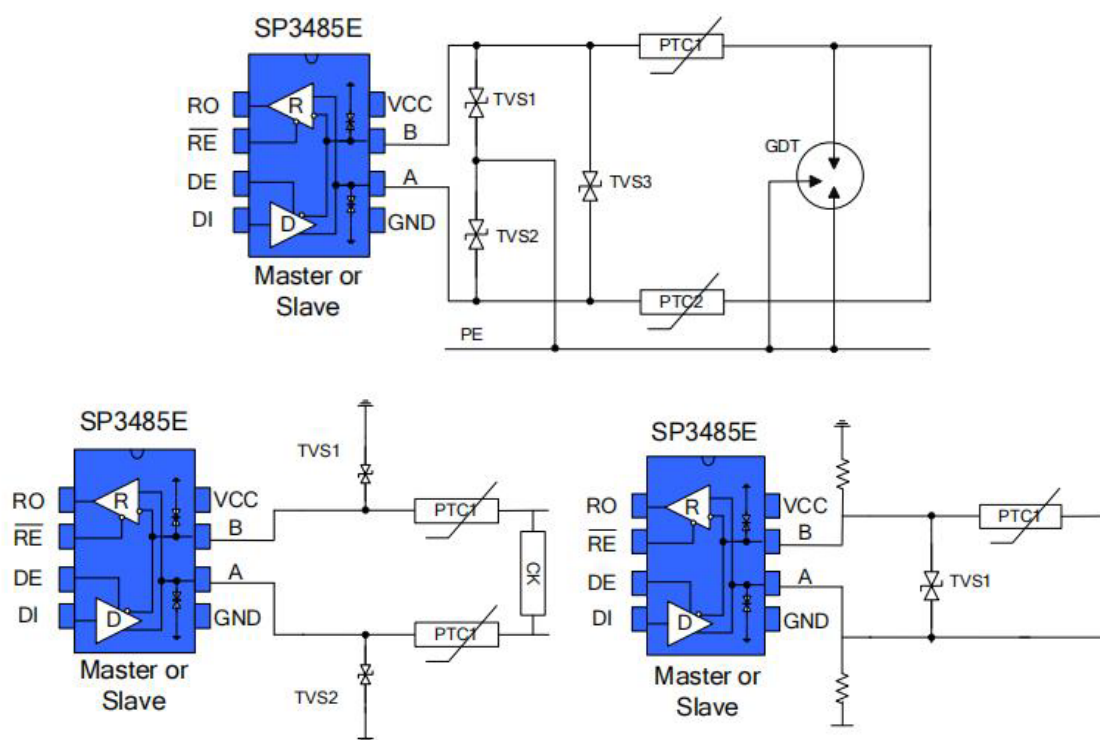 SP3485E
RO
R
VCC
RE
B
DE
A
DI
D
GND
Master or
Slave
TVS1
TVS2
TVS3
PTC1
PTC2
GDT
PE
SP3485E
RO
R
VCC
RE
B
DE
A
DI
D
GND
Master or
Slave
TVS1
PTC1
CK
PTC1
TVS2
SP3485E
RO
R
VCC
RE
B
DE
A
DI
D
GND
Master or
Slave
PTC1
TVS1